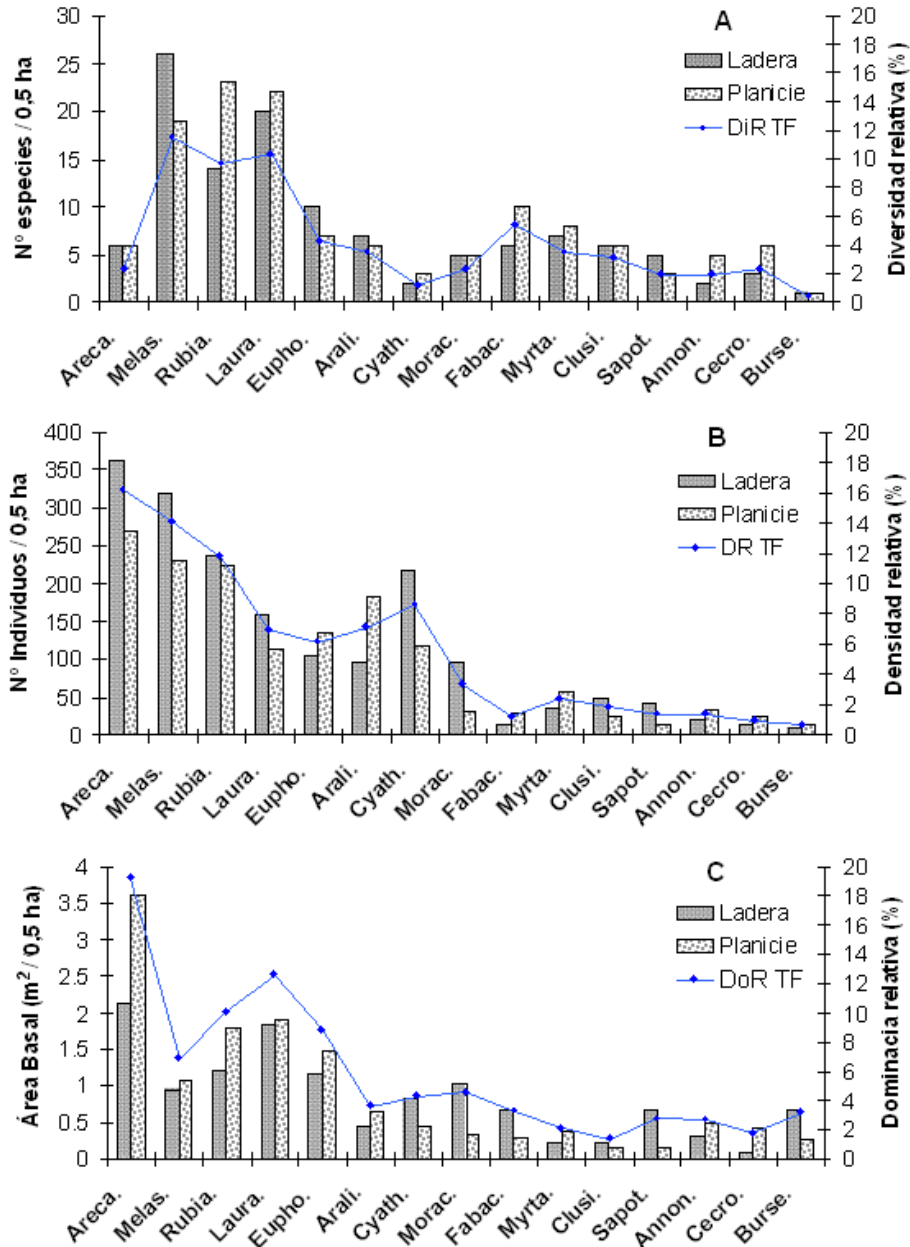 A
Ladera
Planicie
DiR TF
N° especies / 0,5 ha
30
25
20
15
10
5
0
Diversidad relativa (%)
20
18
16
14
12
10
8
6
4
2
0
Areca.
Melas.
Rubia.
Laura.
Eupho.
Arali.
Cyath.
Morac.
Fabac.
Myrta.
Clusi.
Sapot.
Annon.
Cecro.
Burse.
B
Ladera
Planicie
DR TF
N° Individuos / 0,5 ha
400
350
300
250
200
150
100
50
0
Densidad relativa (%)
20
18
16
14
12
10
8
6
4
2
0
Areca.
Melas.
Rubia.
Laura.
Eupho.
Arali.
Cyath.
Morac.
Fabac.
Myrta.
Clusi.
Sapot.
Annon.
Cecro.
Burse.
C
Ladera
Planicie
DoR TF
Área Basal (m² / 0,5 ha)
4
3.5
3
2.5
2
1.5
1
0.5
0
Dominacia relativa (%)
20
18
16
14
12
10
8
6
4
2
0
Areca.
Melas.
Rubia.
Laura.
Eupho.
Arali.
Cyath.
Morac.
Fabac.
Myrta.
Clusi.
Sapot.
Annon.
Cecro.
Burse.